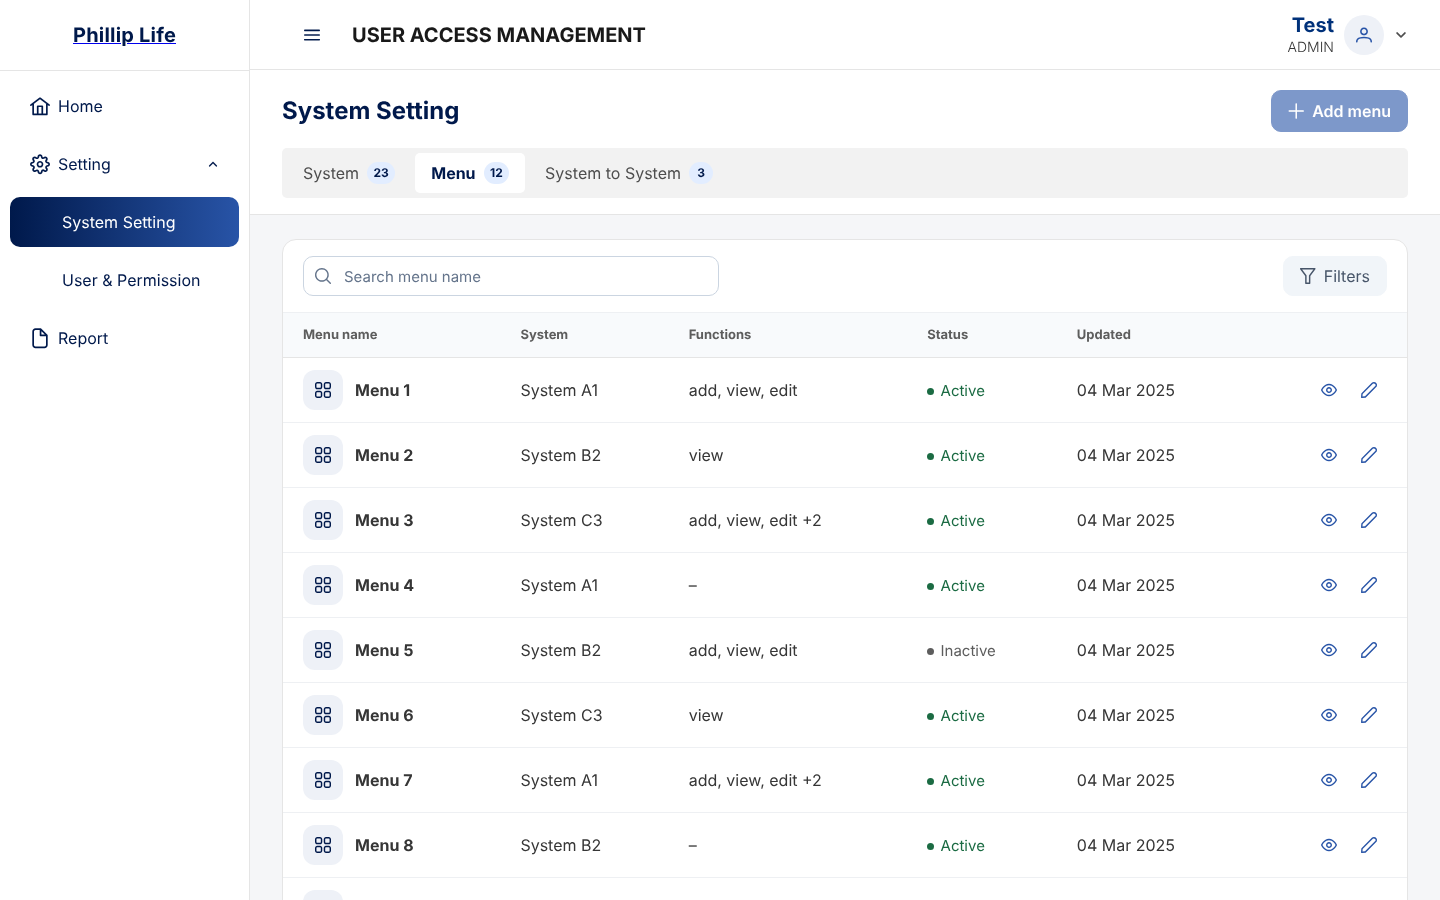 Phillip Life
USER ACCESS MANAGEMENT
Test
ADMIN
Home
Setting
System Setting
User & Permission
Report
System Setting
Add menu
System 23 Menu 12 System to System 3
Search menu name
Filters
Menu name System Functions Status Updated
Menu 1 System A1 add, view, edit Active 04 Mar 2025
Menu 2 System B2 view Active 04 Mar 2025
Menu 3 System C3 add, view, edit +2 Active 04 Mar 2025
Menu 4 System A1 – Active 04 Mar 2025
Menu 5 System B2 add, view, edit Inactive 04 Mar 2025
Menu 6 System C3 view Active 04 Mar 2025
Menu 7 System A1 add, view, edit +2 Active 04 Mar 2025
Menu 8 System B2 – Active 04 Mar 2025